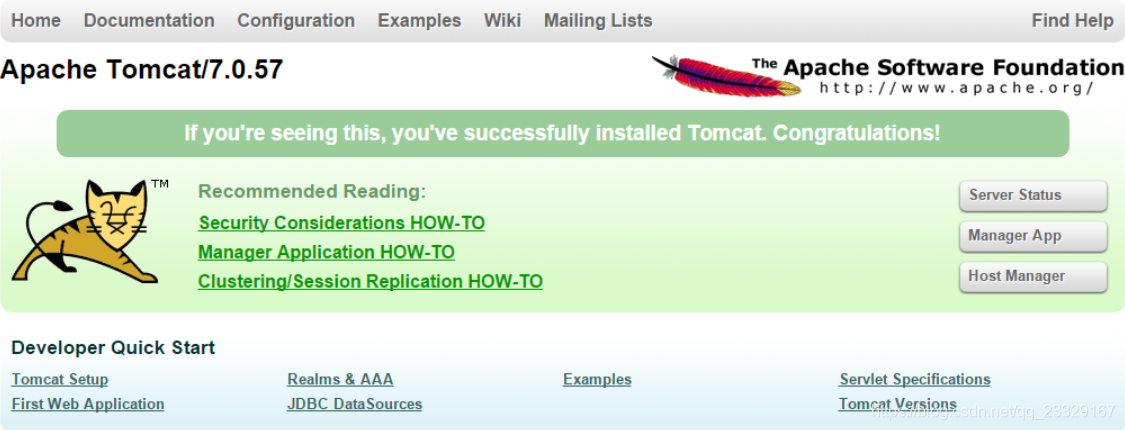 Home Documentation Configuration Examples Wiki Mailing Lists Find Help
Apache Tomcat/7.0.57
The Apache Software Foundation
http://www.apache.org/
If you're seeing this, you've successfully installed Tomcat. Congratulations!
TM
Recommended Reading:
Security Considerations HOW-TO
Manager Application HOW-TO
Clustering/Session Replication HOW-TO
Server Status
Manager App
Host Manager
Developer Quick Start
Tomcat Setup Realms & AAA Examples Servlet Specifications
First Web Application JDBC DataSources Tomcat Versions
https://blog.csdn.net/qq_23329167